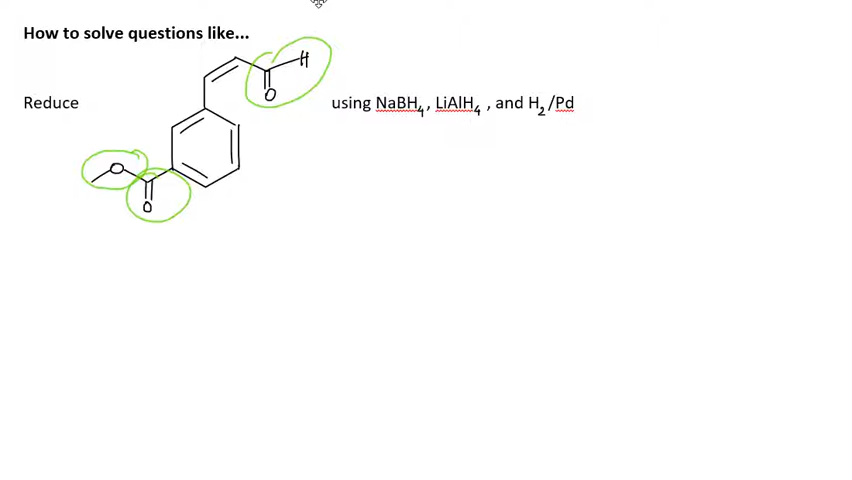 How to solve questions like...
H
O
Reduce using NaBH₄, LiAlH₄, and H₂/Pd
O
O